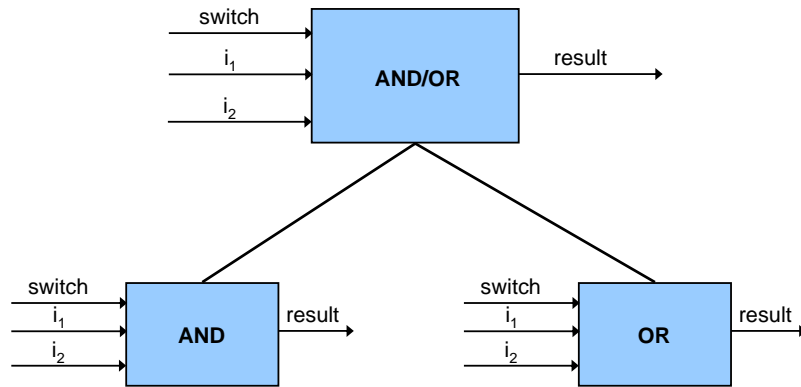 switch
i₁
i₂
AND/OR
result
switch
i₁
i₂
AND
result
switch
i₁
i₂
OR
result